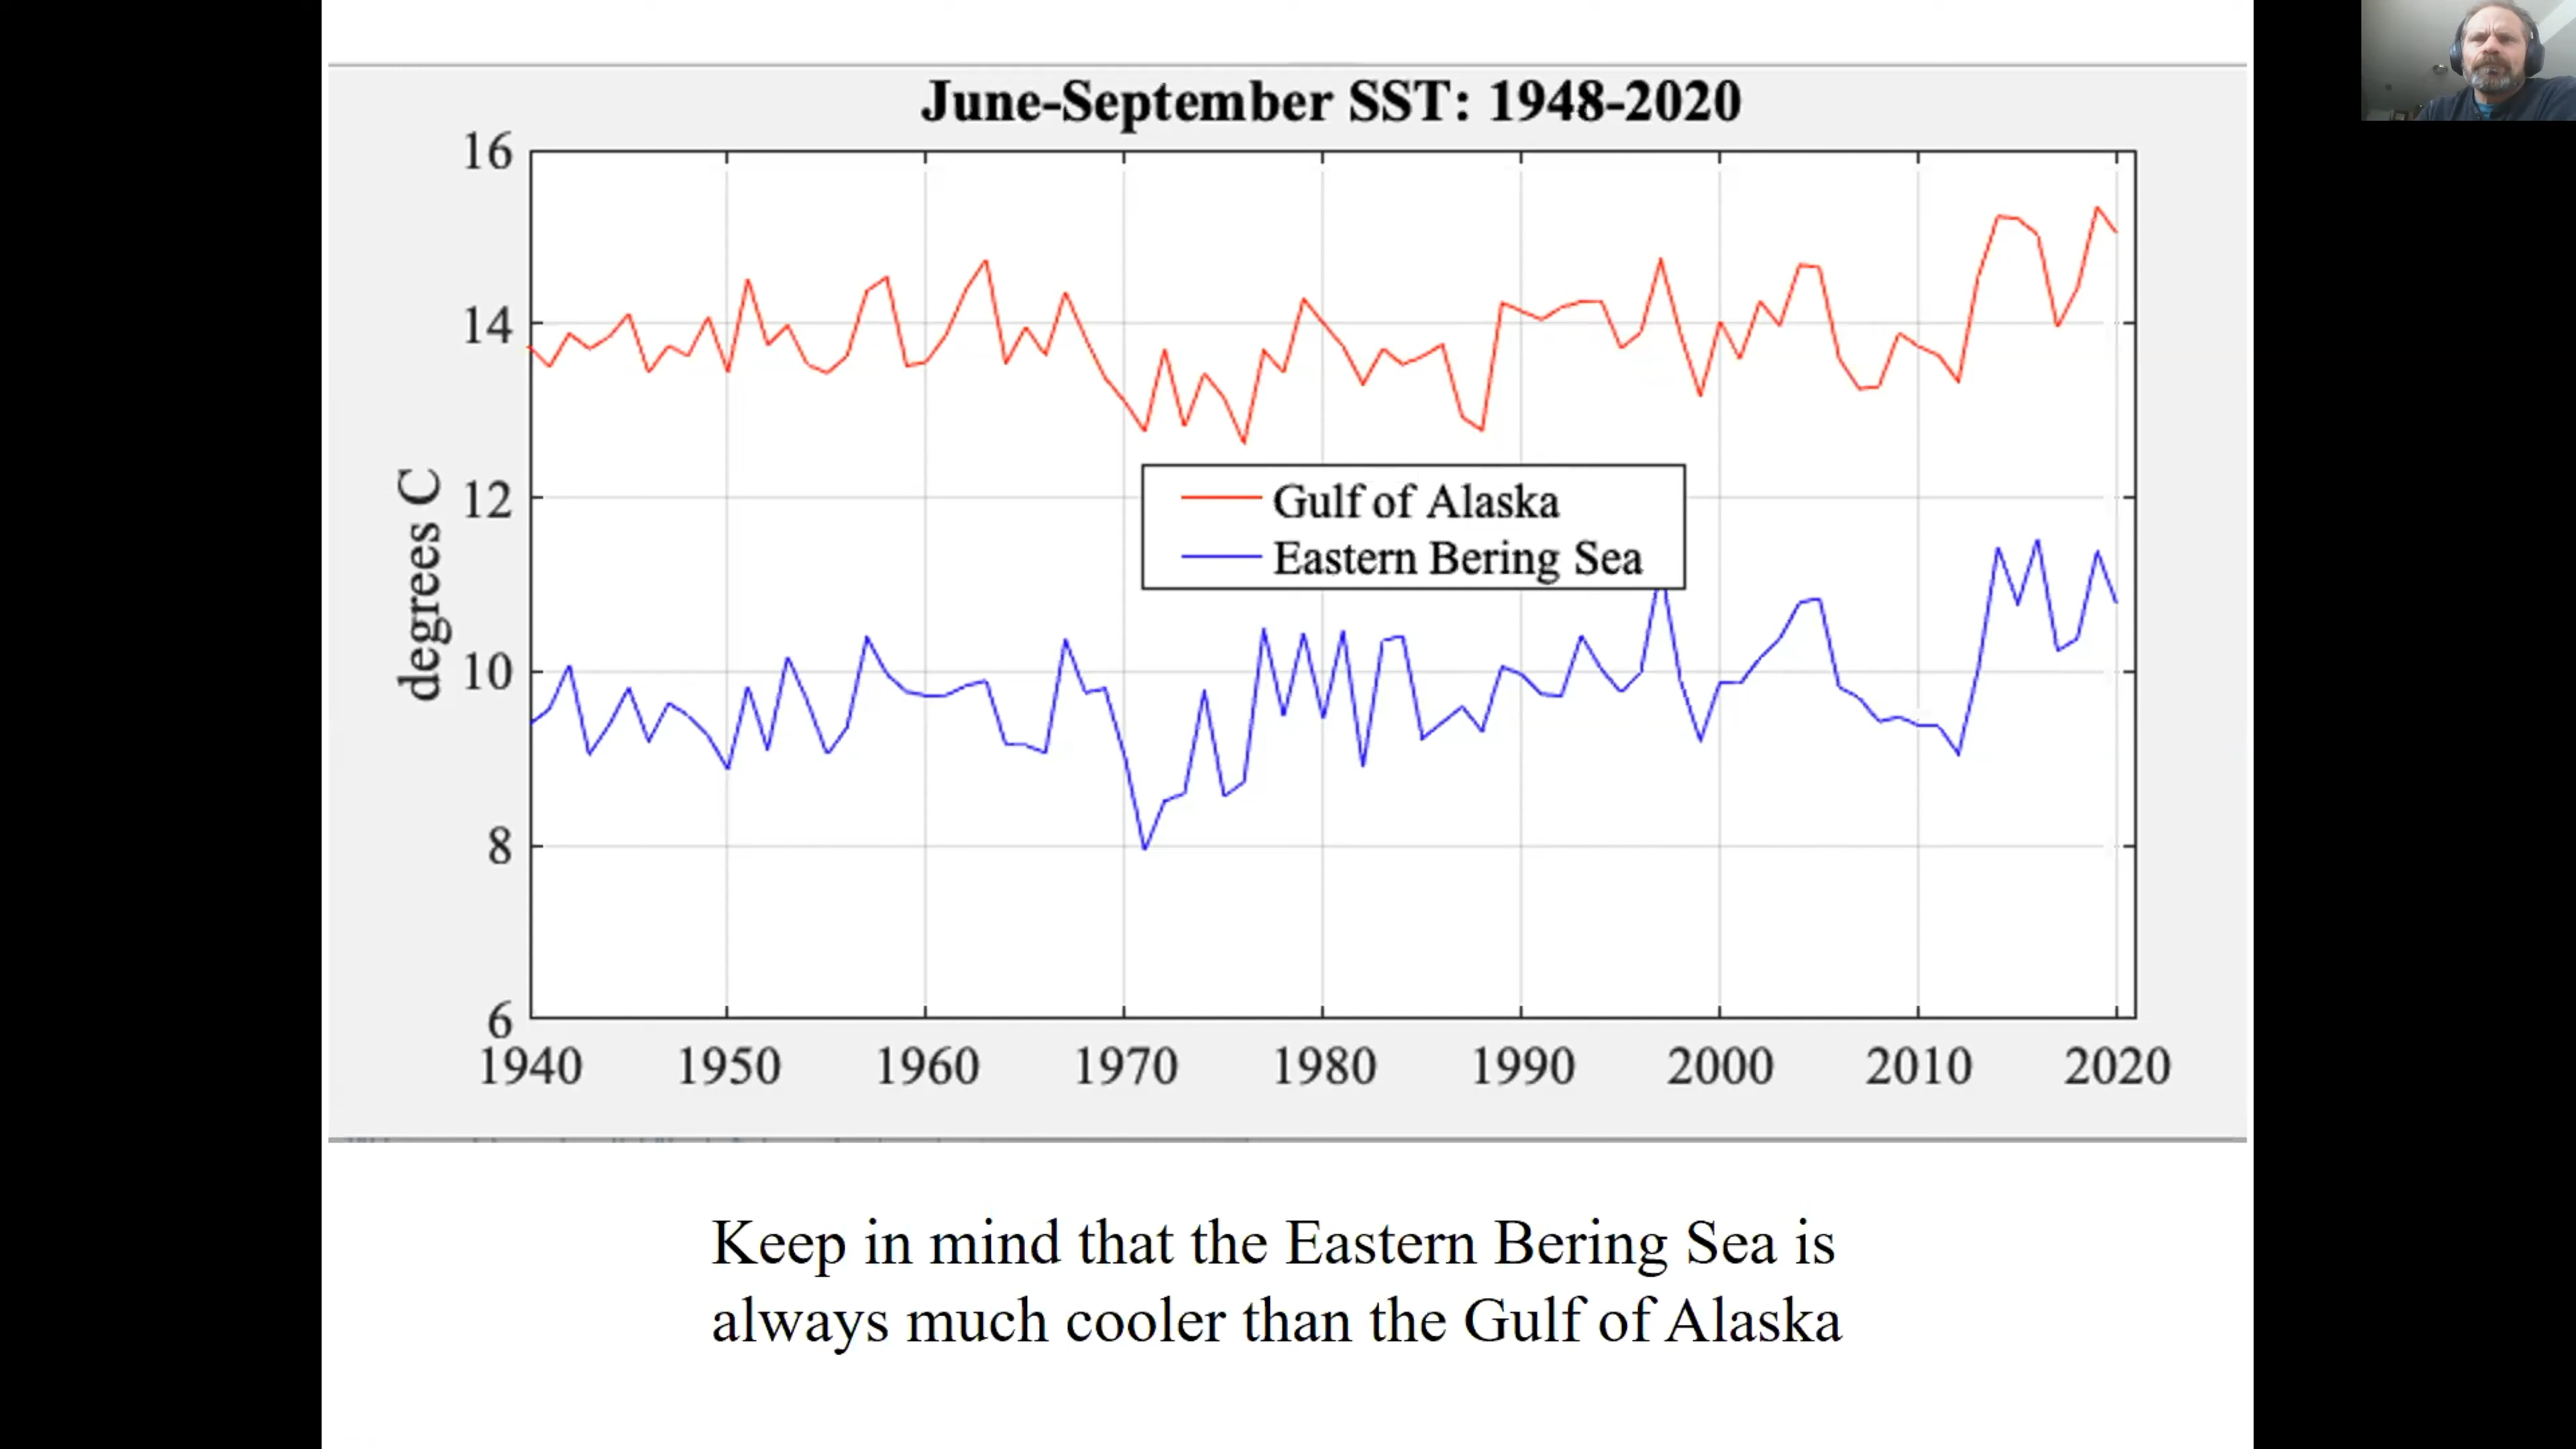 June-September SST: 1948-2020
16
14
12
10
8
6
degrees C
Gulf of Alaska
Eastern Bering Sea
1940 1950 1960 1970 1980 1990 2000 2010 2020
Keep in mind that the Eastern Bering Sea is
always much cooler than the Gulf of Alaska